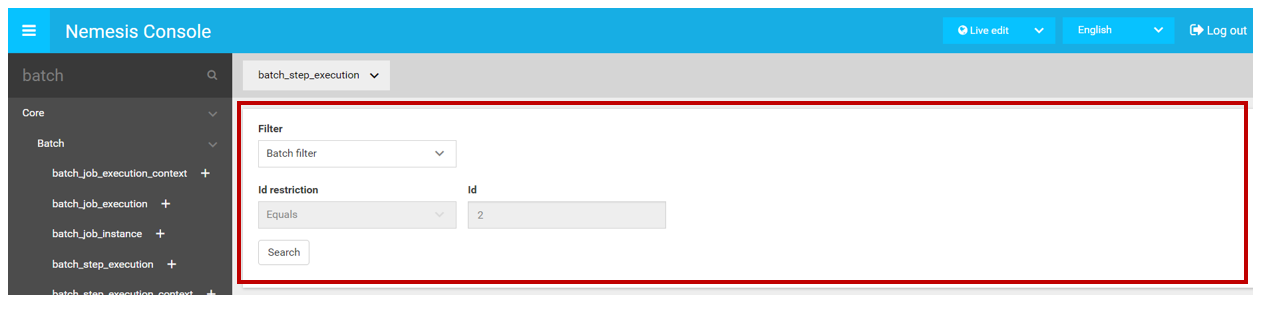 Nemesis Console
Live edit
English
Log out
batch
batch_step_execution
Core
Batch
batch_job_execution_context +
batch_job_execution +
batch_job_instance +
batch_step_execution +
batch_step_execution_context +
Filter
Batch filter
Id restriction
Id
Equals
2
Search